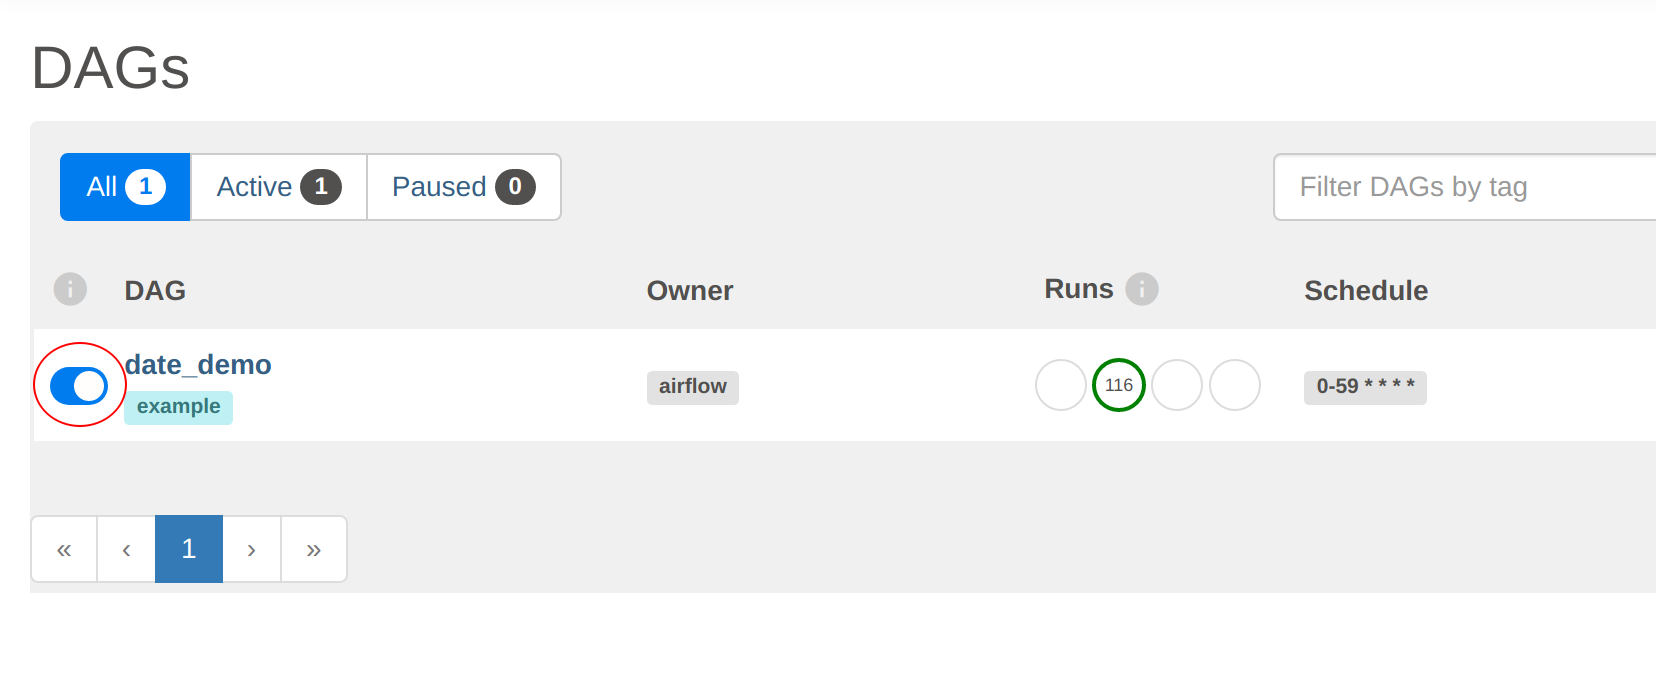 DAGs
All 1 Active 1 Paused 0 Filter DAGs by tag
i DAG Owner Runs i Schedule
date_demo
example airflow 116 0-59 * * * *
« ‹ 1 › »